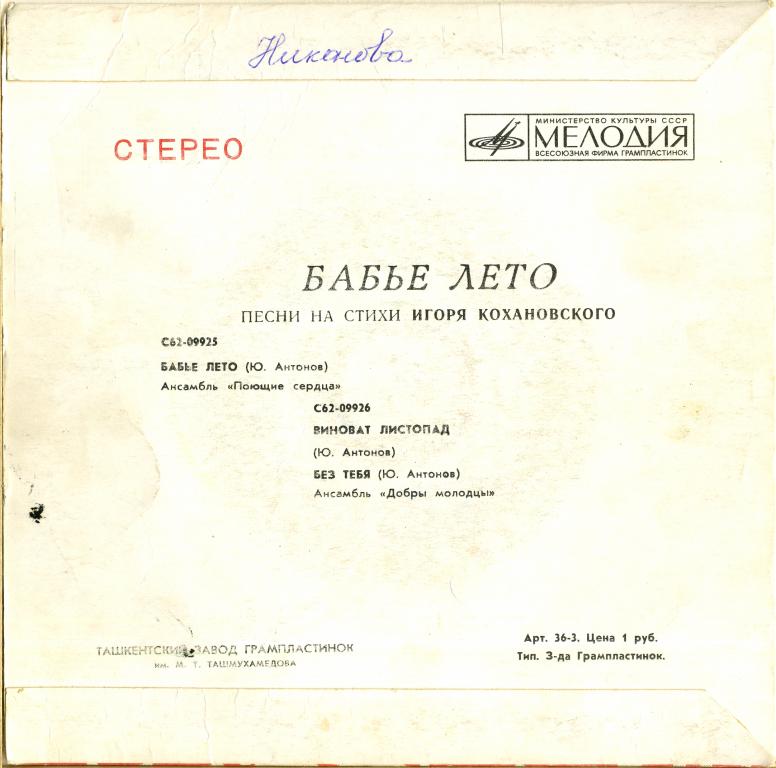 Никанова
СТЕРЕО
МИНИСТЕРСТВО КУЛЬТУРЫ СССР
МЕЛОДИЯ
ВСЕСОЮЗНАЯ ФИРМА ГРАМПЛАСТИНОК
БАБЬЕ ЛЕТО
ПЕСНИ НА СТИХИ ИГОРЯ КОХАНОВСКОГО
С62-09925
БАБЬЕ ЛЕТО (Ю. Антонов)
Ансамбль «Поющие сердца»
С62-09926
ВИНОВАТ ЛИСТОПАД
(Ю. Антонов)
БЕЗ ТЕБЯ (Ю. Антонов)
Ансамбль «Добры молодцы»
Арт. 36-3. Цена 1 руб.
Тип. З-да Грампластинок.
ТАШКЕНТСКИЙ ЗАВОД ГРАМПЛАСТИНОК
им. М. Т. ТАШМУХАМЕДОВА